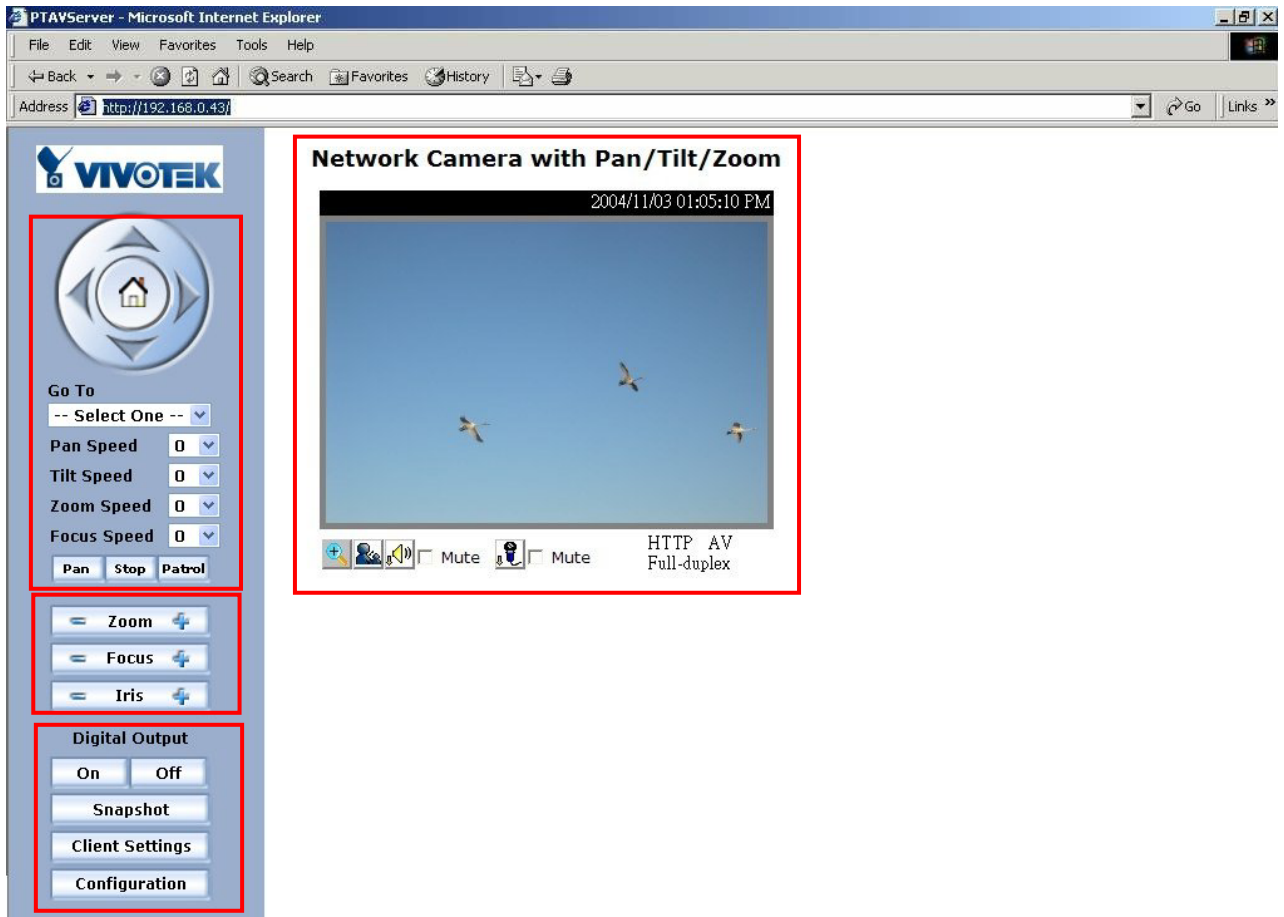 PTAVServer - Microsoft Internet Explorer
File Edit View Favorites Tools Help
Back Search Favorites History
Address http://192.168.0.43/ Go Links »
VIVOTEK
Network Camera with Pan/Tilt/Zoom
2004/11/03 01:05:10 PM
Go To
-- Select One --
Pan Speed 0
Tilt Speed 0
Zoom Speed 0
Focus Speed 0
Pan Stop Patrol
Mute Mute HTTP AV
Full-duplex
Zoom
Focus
Iris
Digital Output
On Off
Snapshot
Client Settings
Configuration